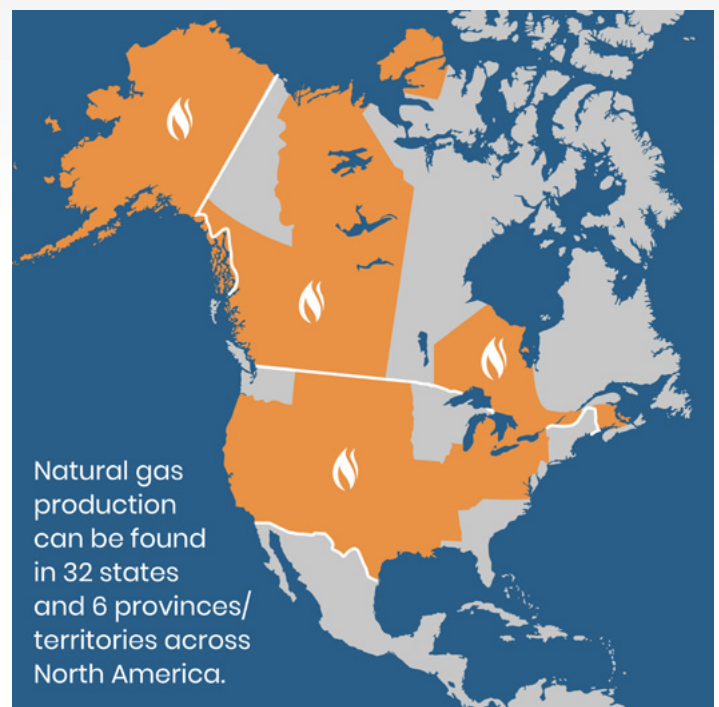 Natural gas
production
can be found
in 32 states
and 6 provinces/
territories across
North America.